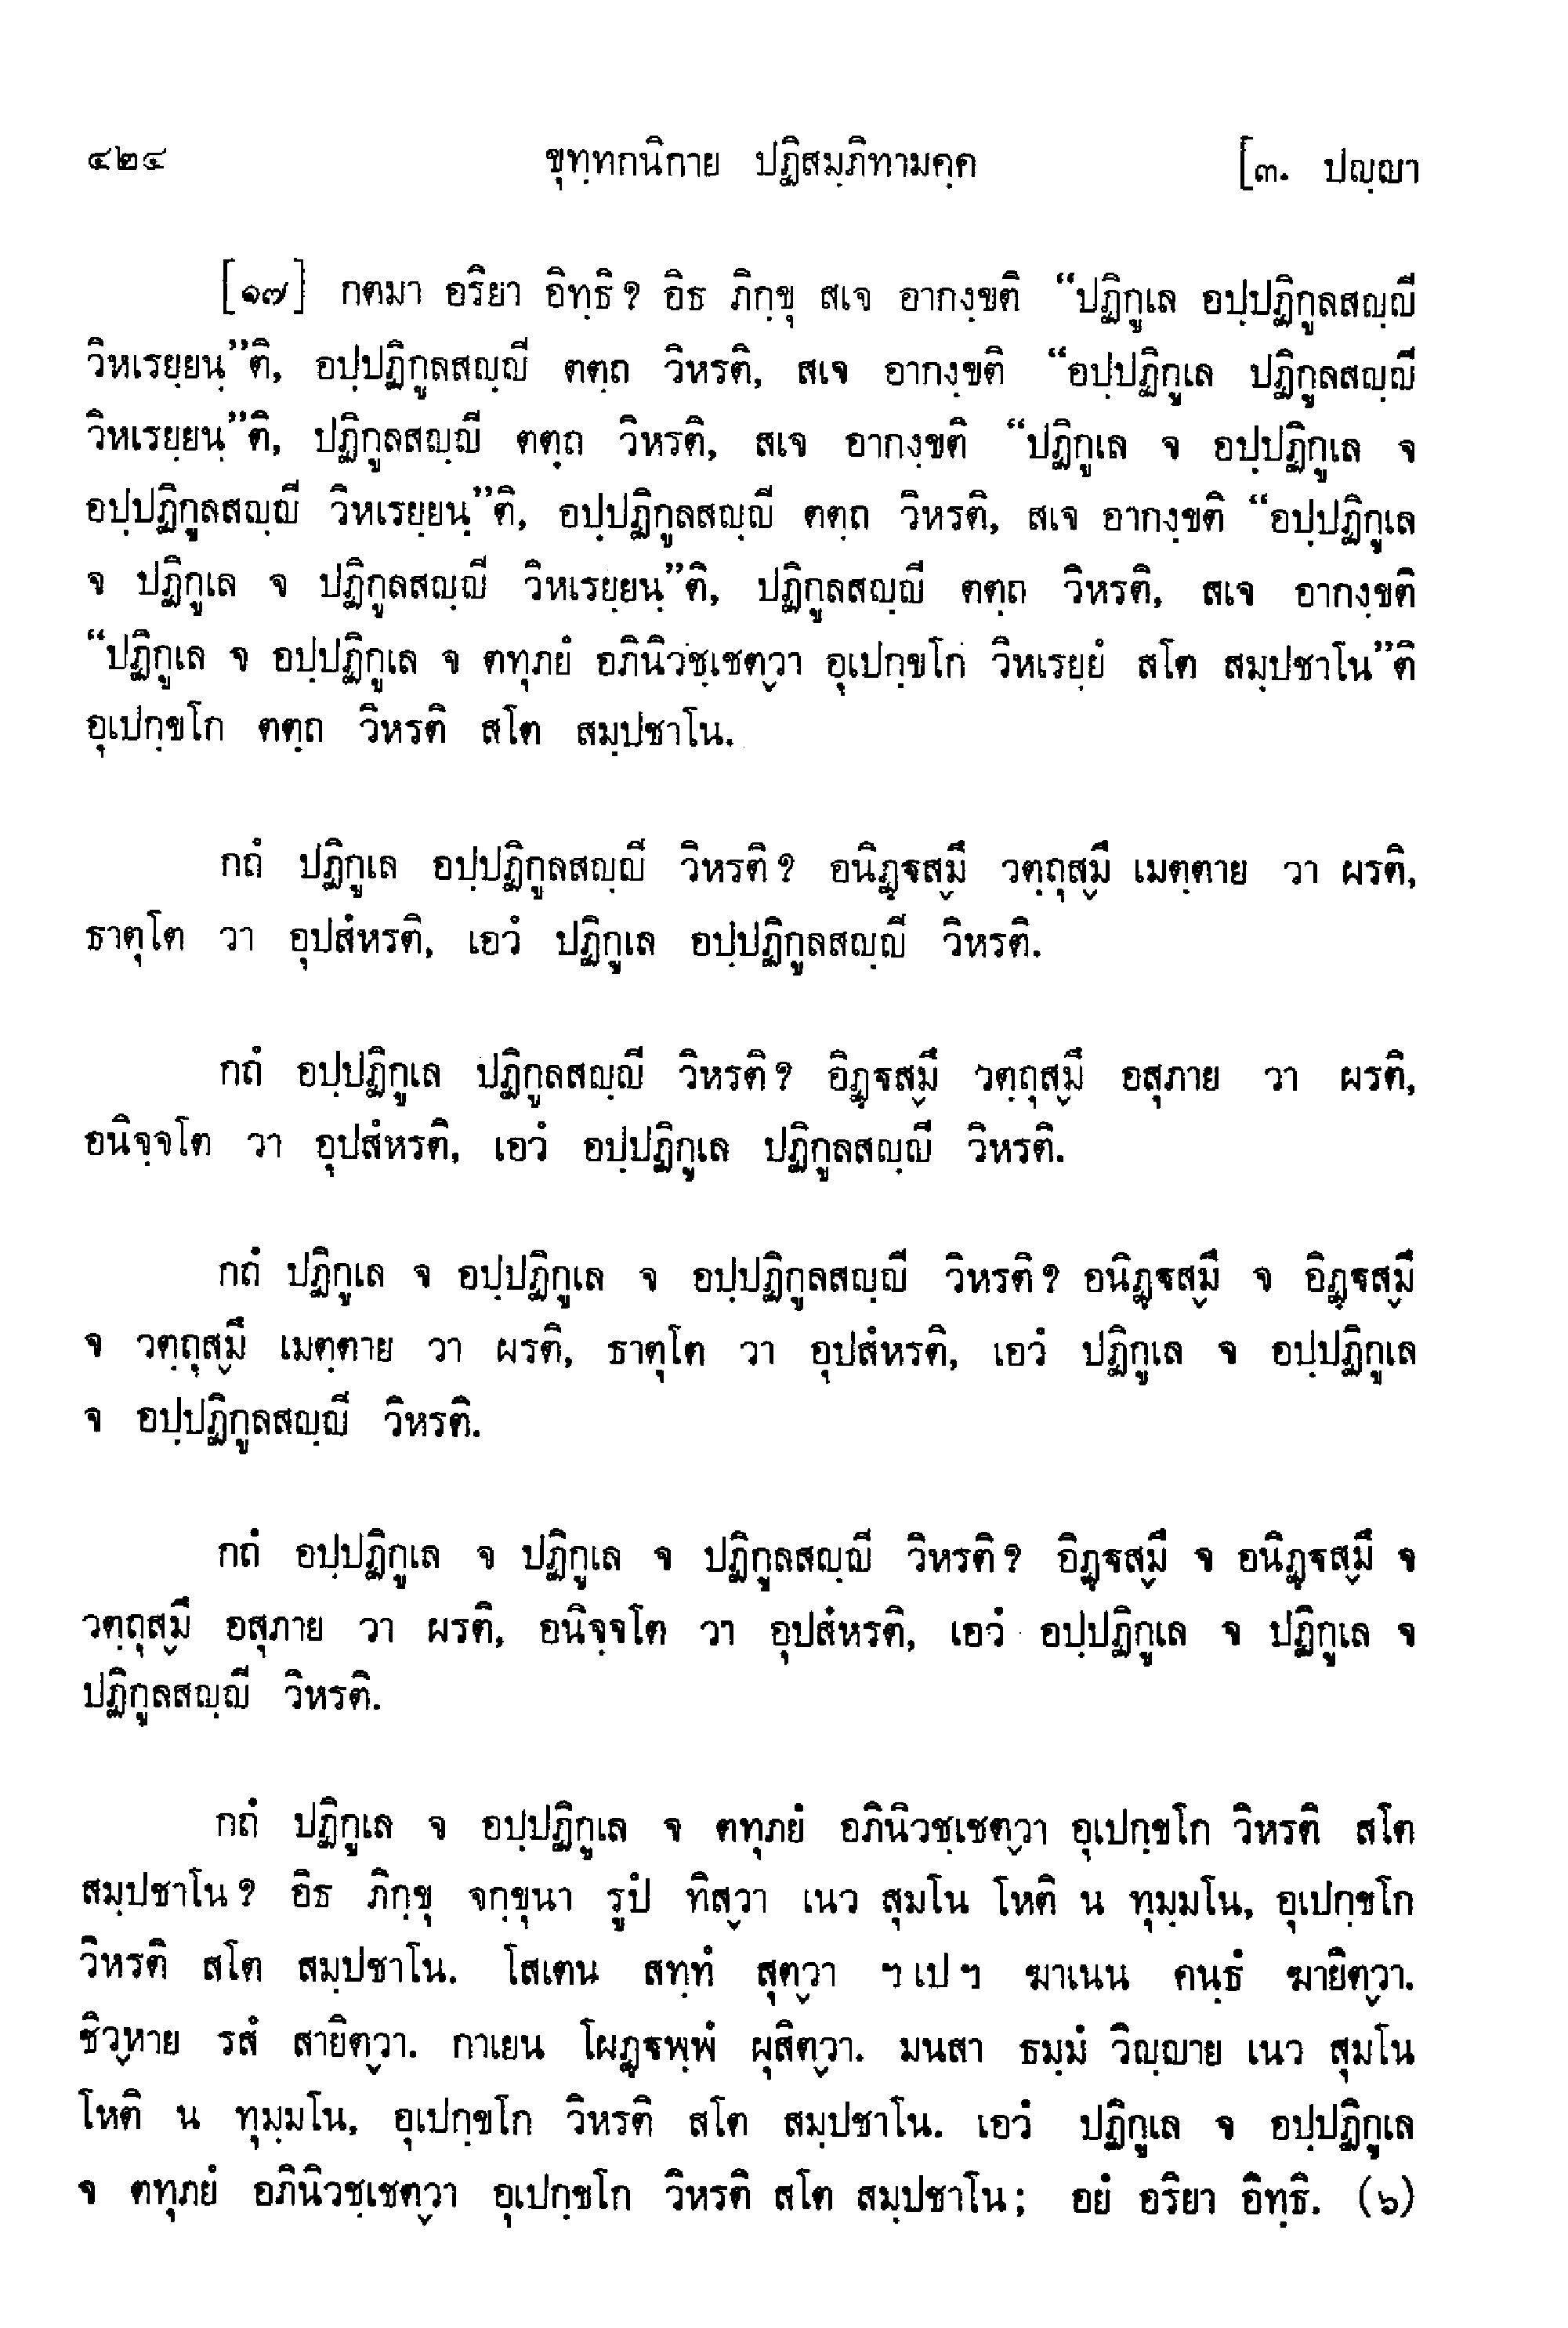 ๔๒๔ ขุทฺทกนิกาย ปฏิสมฺภิทามคฺค [๓. ปญฺญา
[๑๗] กตมา อริยา อิทฺธิ? อิธ ภิกฺขุ สเจ อากงฺขติ “ปฏิกูเล อปฺปฏิกูลสญฺญี
วิหเรยฺยนฺ”ติ, อปฺปฏิกูลสญฺญี ตตฺถ วิหรติ, สเจ อากงฺขติ “อปฺปฏิกูเล ปฏิกูลสญฺญี
วิหเรยฺยนฺ”ติ, ปฏิกูลสญฺญี ตตฺถ วิหรติ, สเจ อากงฺขติ “ปฏิกูเล จ อปฺปฏิกูเล จ
อปฺปฏิกูลสญฺญี วิหเรยฺยนฺ”ติ, อปฺปฏิกูลสญฺญี ตตฺถ วิหรติ, สเจ อากงฺขติ “อปฺปฏิกูเล
จ ปฏิกูเล จ ปฏิกูลสญฺญี วิหเรยฺยนฺ”ติ, ปฏิกูลสญฺญี ตตฺถ วิหรติ, สเจ อากงฺขติ
“ปฏิกูเล จ อปฺปฏิกูเล จ ตทุภยํ อภินิวชฺเชตฺวา อุเปกฺขโก วิหเรยฺยํ สโต สมฺปชาโน”ติ
อุเปกฺขโก ตตฺถ วิหรติ สโต สมฺปชาโน.
กถํ ปฏิกูเล อปฺปฏิกูลสญฺญี วิหรติ? อนิฏฺฐสฺมึ วตฺถุสฺมึ เมตฺตาย วา ผรติ,
ธาตุโต วา อุปสํหรติ, เอวํ ปฏิกูเล อปฺปฏิกูลสญฺญี วิหรติ.
กถํ อปฺปฏิกูเล ปฏิกูลสญฺญี วิหรติ? อิฏฺฐสฺมึ วตฺถุสฺมึ อสุภาย วา ผรติ,
อนิจฺจโต วา อุปสํหรติ, เอวํ อปฺปฏิกูเล ปฏิกูลสญฺญี วิหรติ.
กถํ ปฏิกูเล จ อปฺปฏิกูเล จ อปฺปฏิกูลสญฺญี วิหรติ? อนิฏฺฐสฺมึ จ อิฏฺฐสฺมึ
จ วตฺถุสฺมึ เมตฺตาย วา ผรติ, ธาตุโต วา อุปสํหรติ, เอวํ ปฏิกูเล จ อปฺปฏิกูเล
จ อปฺปฏิกูลสญฺญี วิหรติ.
กถํ อปฺปฏิกูเล จ ปฏิกูเล จ ปฏิกูลสญฺญี วิหรติ? อิฏฺฐสฺมึ จ อนิฏฺฐสฺมึ จ
วตฺถุสฺมึ อสุภาย วา ผรติ, อนิจฺจโต วา อุปสํหรติ, เอวํ อปฺปฏิกูเล จ ปฏิกูเล จ
ปฏิกูลสญฺญี วิหรติ.
กถํ ปฏิกูเล จ อปฺปฏิกูเล จ ตทุภยํ อภินิวชฺเชตฺวา อุเปกฺขโก วิหรติ สโต
สมฺปชาโน? อิธ ภิกฺขุ จกฺขุนา รูปํ ทิสฺวา เนว สุมโน โหติ น ทุมฺมโน, อุเปกฺขโก
วิหรติ สโต สมฺปชาโน. โสเตน สทฺทํ สุตฺวา ฯเปฯ ฆาเนน คนฺธํ ฆายิตฺวา.
ชิวฺหาย รสํ สายิตฺวา. กาเยน โผฏฺฐพฺพํ ผุสิตฺวา. มนสา ธมฺมํ วิญฺญาย เนว สุมโน
โหติ น ทุมฺมโน, อุเปกฺขโก วิหรติ สโต สมฺปชาโน. เอวํ ปฏิกูเล จ อปฺปฏิกูเล
จ ตทุภยํ อภินิวชฺเชตฺวา อุเปกฺขโก วิหรติ สโต สมฺปชาโน; อยํ อริยา อิทฺธิ. (๖)